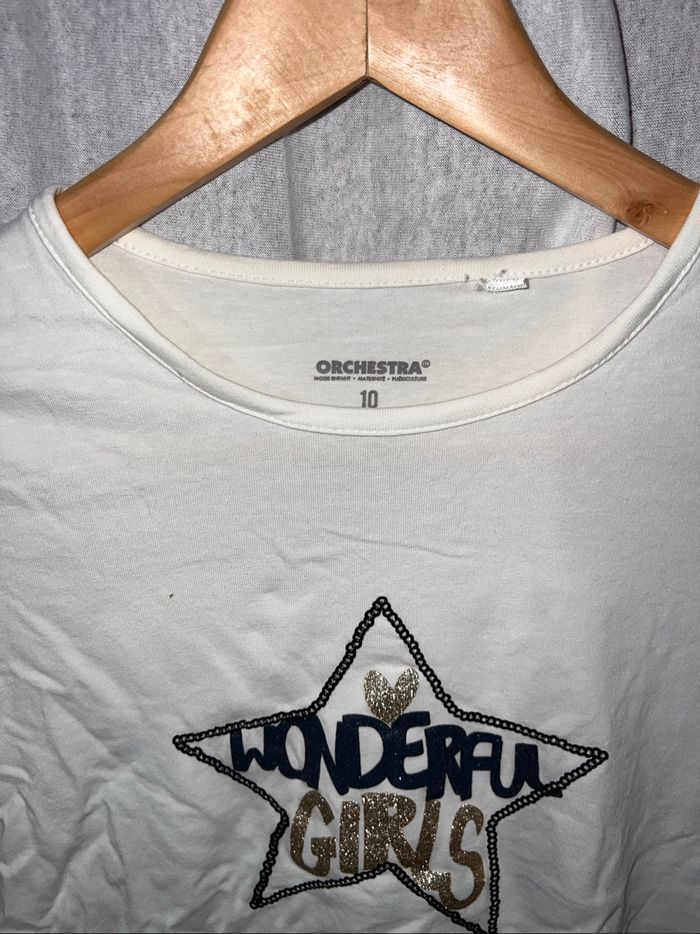 ORCHESTRA©
MODE ENFANT • MATERNITÉ • PUÉRICULTURE
10
WONDERFUL
GIRLS